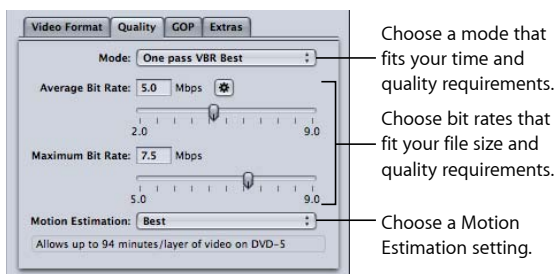 Video Format Quality GOP Extras
Mode: One pass VBR Best
Average Bit Rate: 5.0 Mbps
2.0 9.0
Maximum Bit Rate: 7.5 Mbps
5.0 9.0
Motion Estimation: Best
Allows up to 94 minutes/layer of video on DVD-5
Choose a mode that
fits your time and
quality requirements.
Choose bit rates that
fit your file size and
quality requirements.
Choose a Motion
Estimation setting.